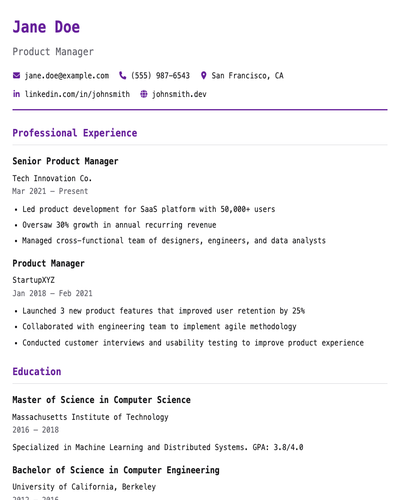 Jane Doe
Product Manager
jane.doe@example.com (555) 987-6543 San Francisco, CA
linkedin.com/in/johnsmith johnsmith.dev
Professional Experience
Senior Product Manager
Tech Innovation Co.
Mar 2021 – Present
• Led product development for SaaS platform with 50,000+ users
• Oversaw 30% growth in annual recurring revenue
• Managed cross-functional team of designers, engineers, and data analysts
Product Manager
StartupXYZ
Jan 2018 – Feb 2021
• Launched 3 new product features that improved user retention by 25%
• Collaborated with engineering team to implement agile methodology
• Conducted customer interviews and usability testing to improve product experience
Education
Master of Science in Computer Science
Massachusetts Institute of Technology
2016 – 2018
Specialized in Machine Learning and Distributed Systems. GPA: 3.8/4.0
Bachelor of Science in Computer Engineering
University of California, Berkeley
2012 – 2016